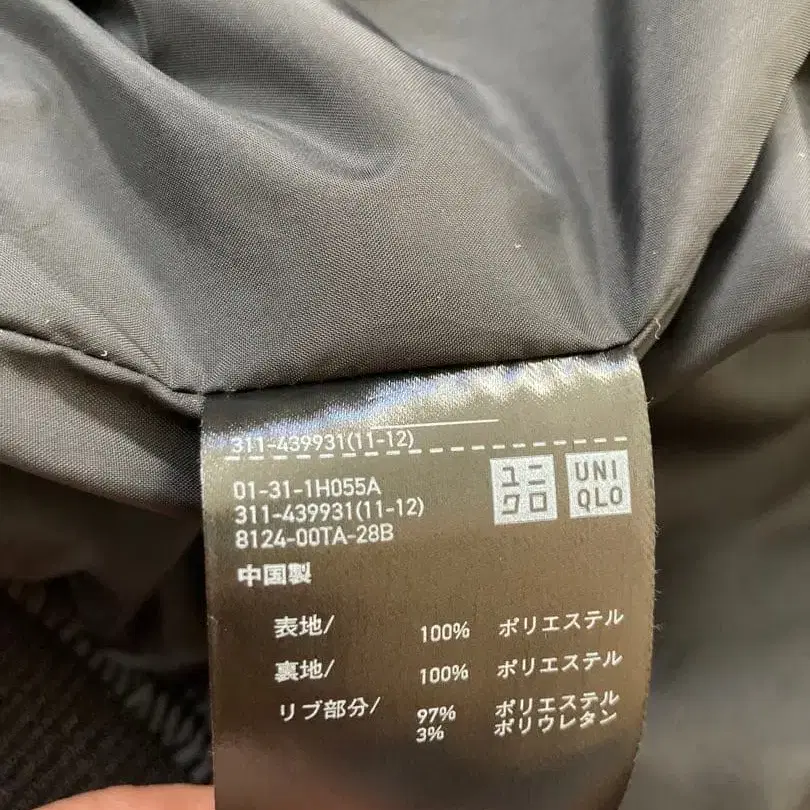 311-439931(11-12)
01-31-1H055A
311-439931(11-12)
8124-00TA-28B
ユニ
クロ
UNI
QLO
中国製
表地/ 100% ポリエステル
裏地/ 100% ポリエステル
リブ部分/ 97% ポリエステル
3% ポリウレタン